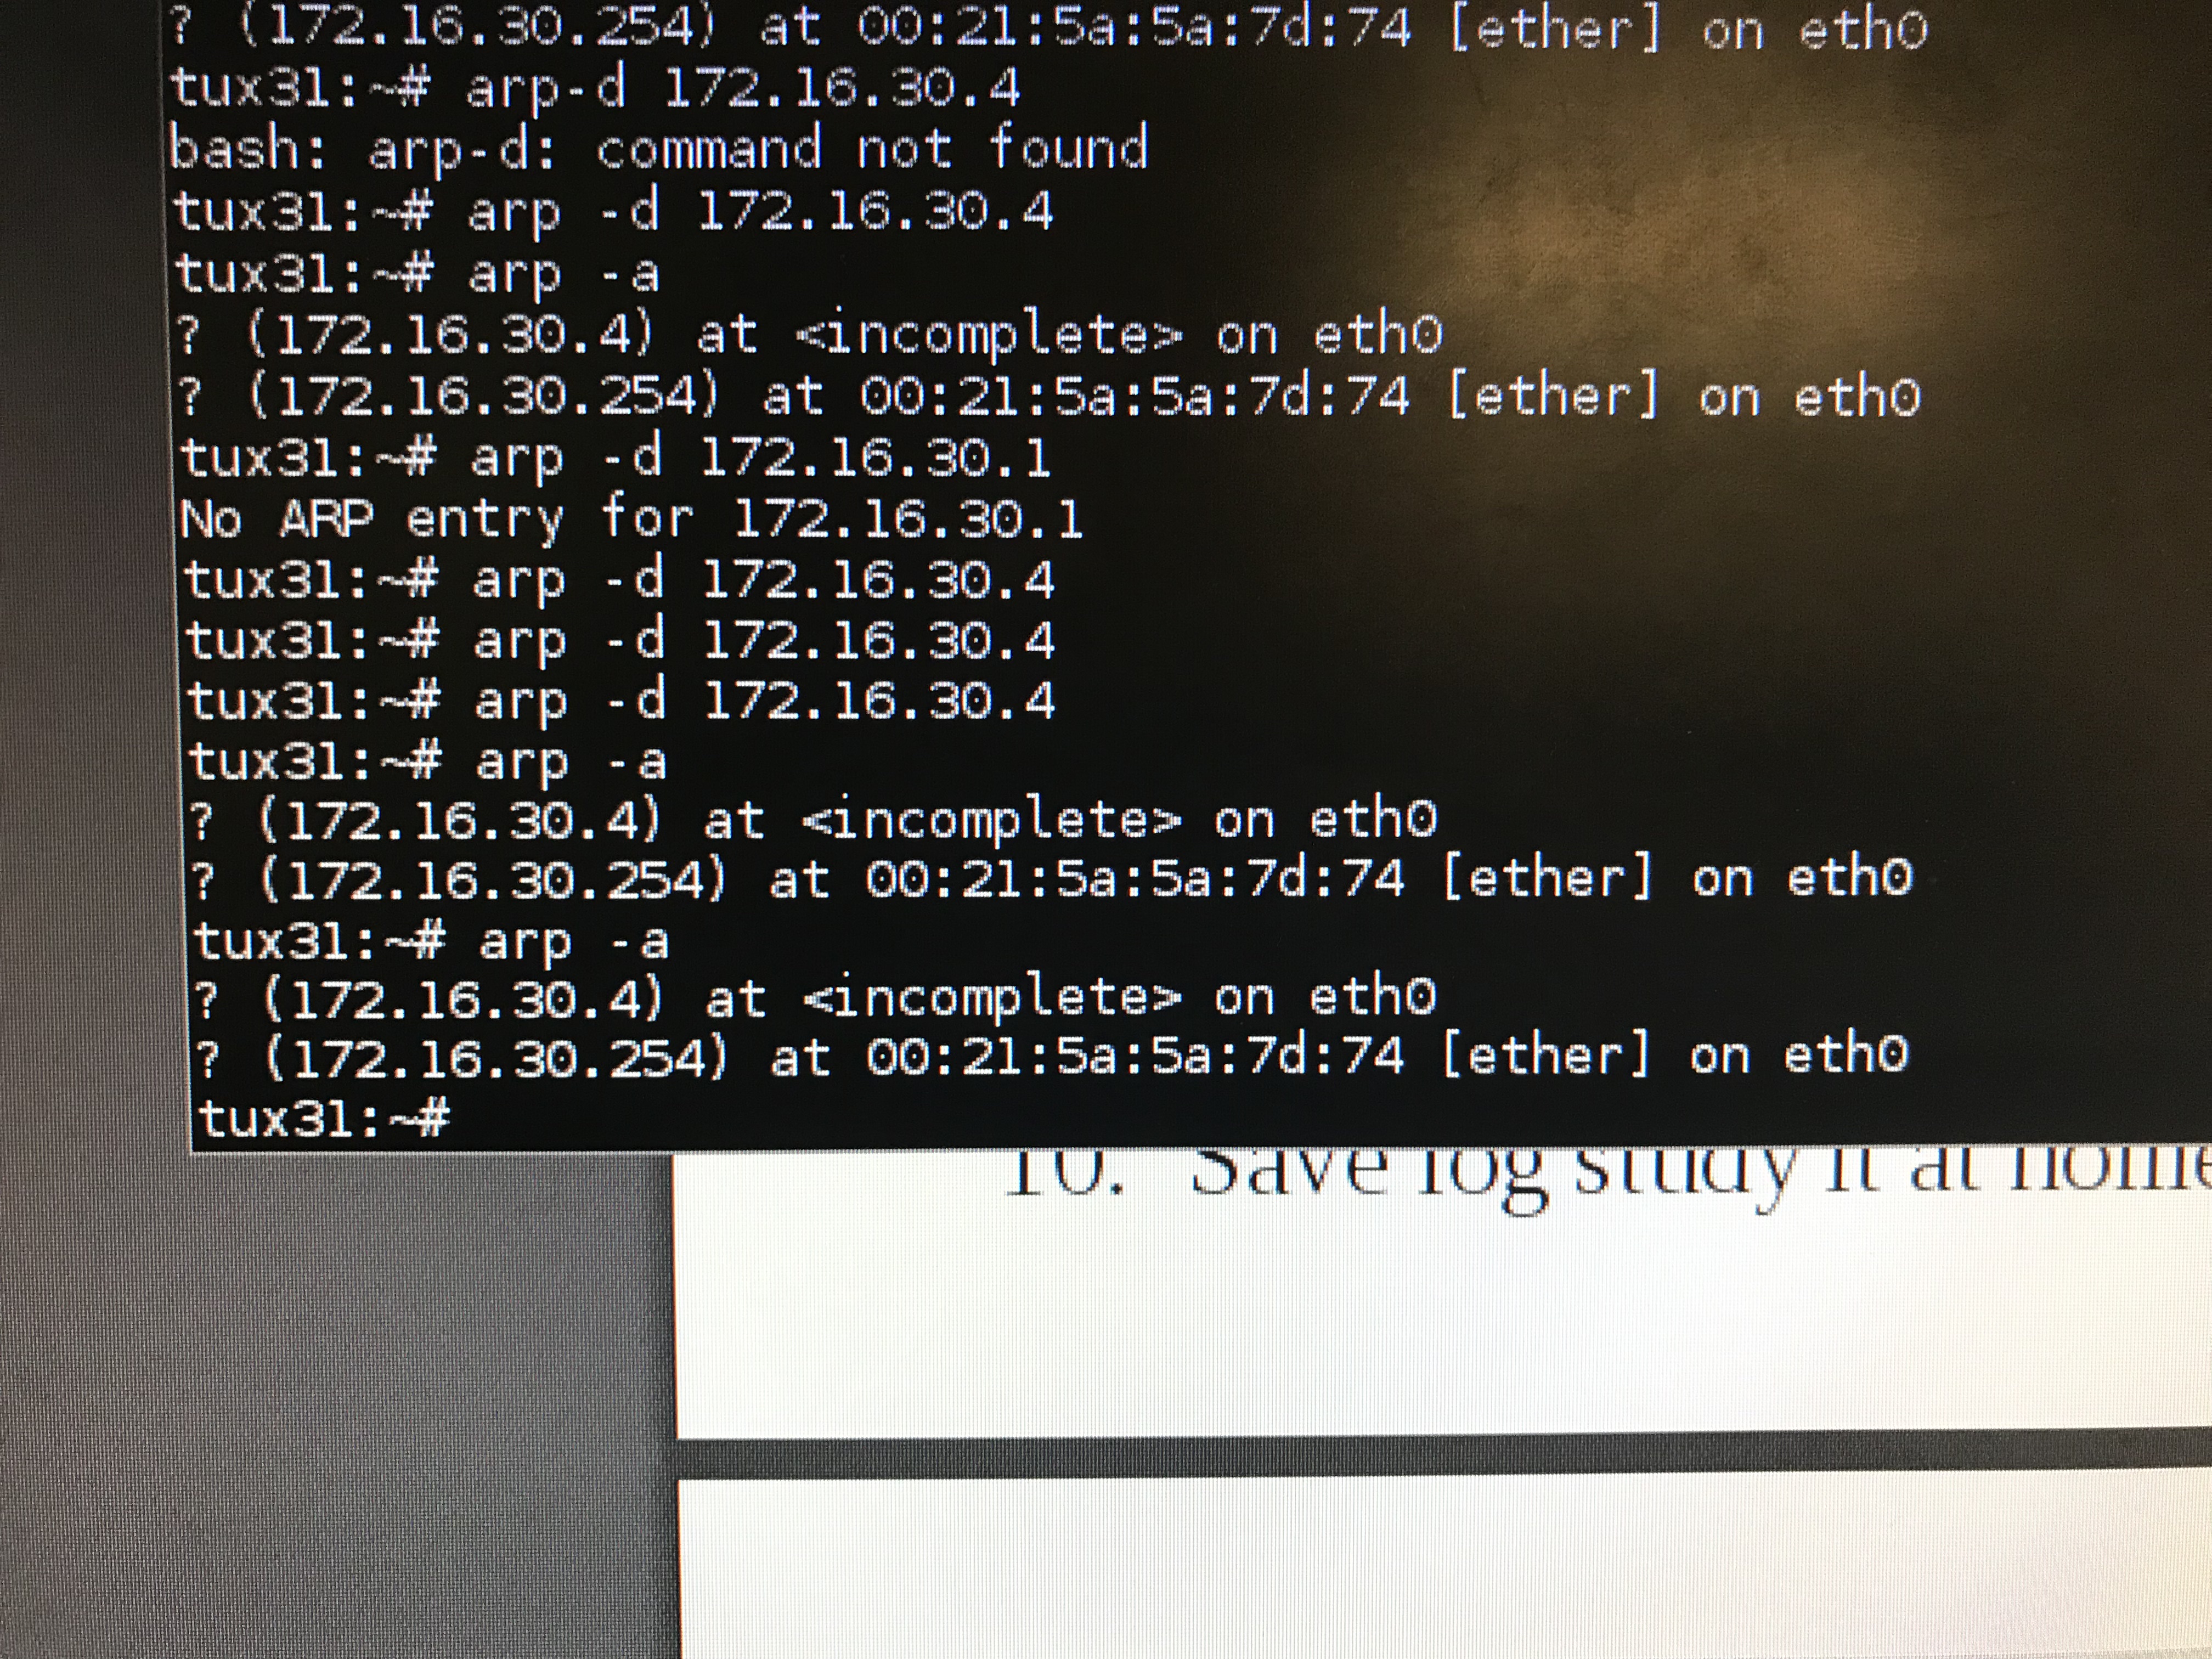 ? (172.16.30.254) at 00:21:5a:5a:7d:74 [ether] on eth0
tux31:~# arp-d 172.16.30.4
bash: arp-d: command not found
tux31:~# arp -d 172.16.30.4
tux31:~# arp -a
? (172.16.30.4) at <incomplete> on eth0
? (172.16.30.254) at 00:21:5a:5a:7d:74 [ether] on eth0
tux31:~# arp -d 172.16.30.1
No ARP entry for 172.16.30.1
tux31:~# arp -d 172.16.30.4
tux31:~# arp -d 172.16.30.4
tux31:~# arp -d 172.16.30.4
tux31:~# arp -a
? (172.16.30.4) at <incomplete> on eth0
? (172.16.30.254) at 00:21:5a:5a:7d:74 [ether] on eth0
tux31:~# arp -a
? (172.16.30.4) at <incomplete> on eth0
? (172.16.30.254) at 00:21:5a:5a:7d:74 [ether] on eth0
tux31:~#
10. Save log study it at home